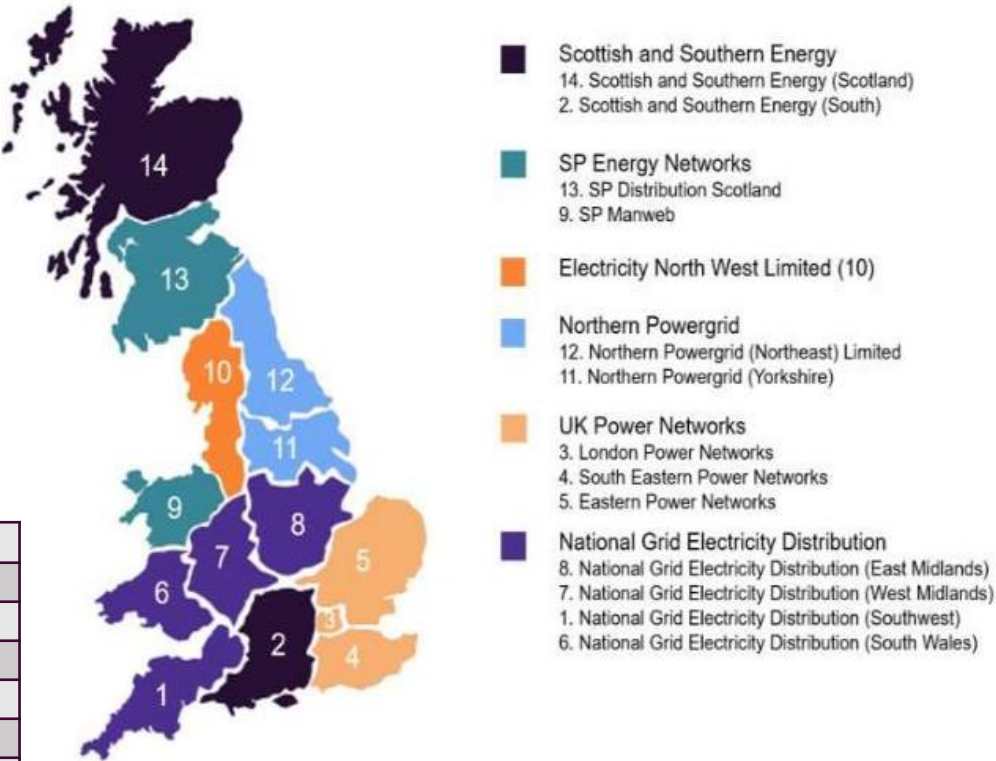 14
13
10
12
11
9
8
7
5
6
3
2
4
1
Scottish and Southern Energy
14. Scottish and Southern Energy (Scotland)
2. Scottish and Southern Energy (South)
SP Energy Networks
13. SP Distribution Scotland
9. SP Manweb
Electricity North West Limited (10)
Northern Powergrid
12. Northern Powergrid (Northeast) Limited
11. Northern Powergrid (Yorkshire)
UK Power Networks
3. London Power Networks
4. South Eastern Power Networks
5. Eastern Power Networks
National Grid Electricity Distribution
8. National Grid Electricity Distribution (East Midlands)
7. National Grid Electricity Distribution (West Midlands)
1. National Grid Electricity Distribution (Southwest)
6. National Grid Electricity Distribution (South Wales)